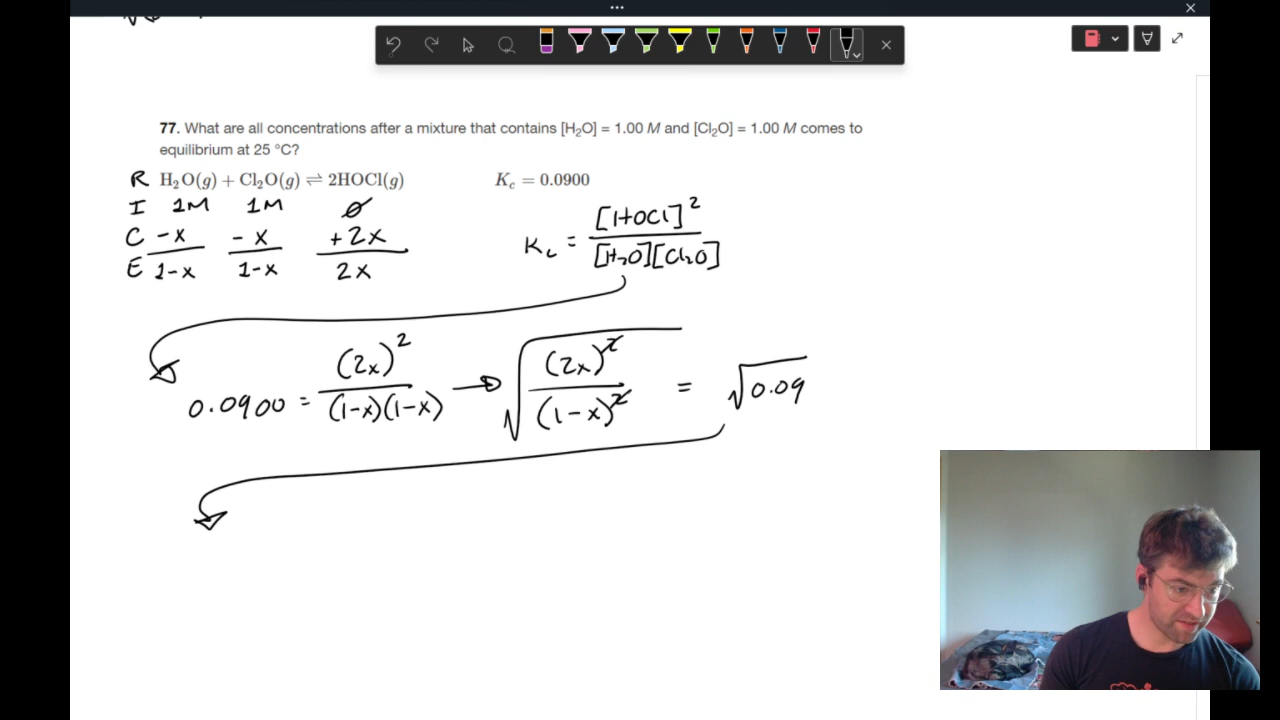 77. What are all concentrations after a mixture that contains [H₂O] = 1.00 M and [Cl₂O] = 1.00 M comes to
equilibrium at 25 °C?
R H₂O(g) + Cl₂O(g) ⇌ 2HOCl(g) K꜀ = 0.0900
I 1M 1M ∅
C -x -x +2x
E 1-x 1-x 2x
K꜀ = [HOCl]² / [H₂O][Cl₂O]
0.0900 = (2x)² / (1-x)(1-x) → √((2x)² / (1-x)²) = √0.09